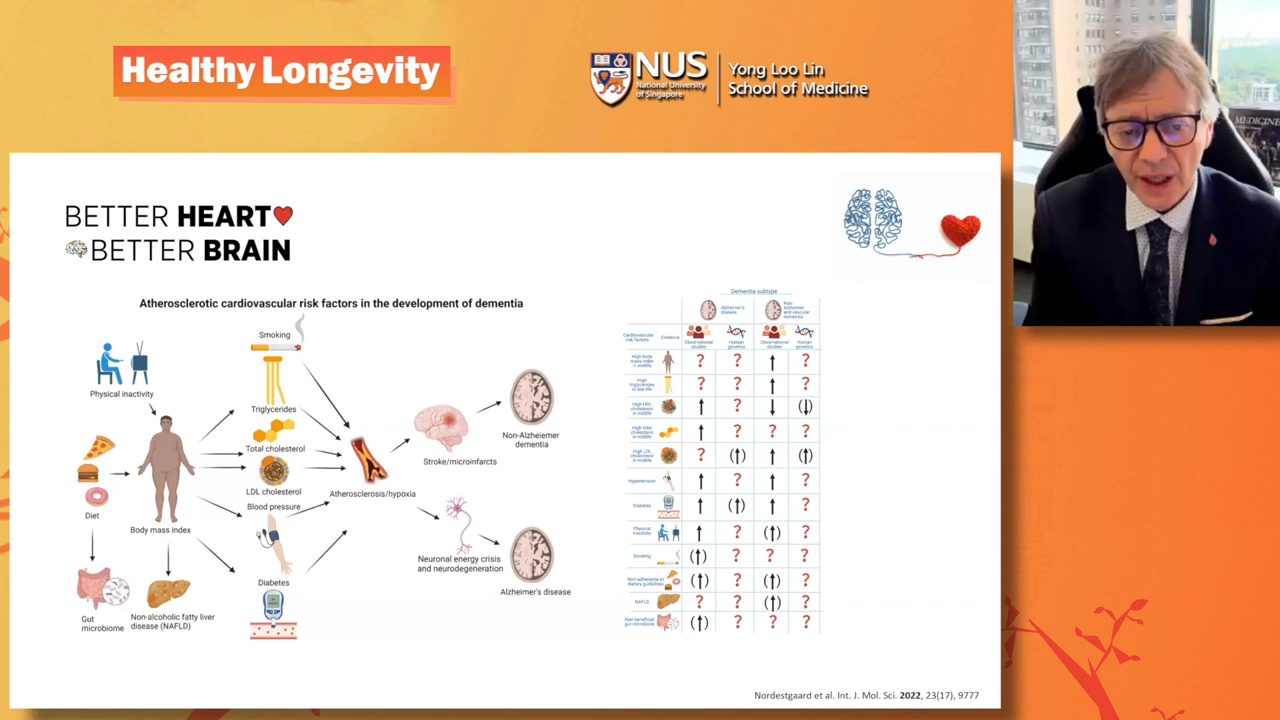 Healthy Longevity
NUS
National University
of Singapore
Yong Loo Lin
School of Medicine
MEDICINE
BETTER HEART
BETTER BRAIN
Atherosclerotic cardiovascular risk factors in the development of dementia
Smoking
Physical inactivity
Triglycerides
Total cholesterol
LDL cholesterol
Blood pressure
Diet
Body mass index
Atherosclerosis/hypoxia
Stroke/microinfarcts
Non-Alzheiemer
dementia
Neuronal energy crisis
and neurodegeneration
Alzheimer's disease
Diabetes
Gut
microbiome
Non-alcoholic fatty liver
disease (NAFLD)
Dementia subtype
Alzheimer's
disease
Non-
Alzheimer
and vascular
dementia
Cardiovascular
risk factors
Evidence
Observational
studies
Human
genetics
Observational
studies
Human
genetics
High body
mass index
in midlife
? ? ↑ ?
High
triglycerides
in late life
? ? ↑ ?
High HDL
cholesterol
in midlife
↑ ? ↓ (↓)
High total
cholesterol
in midlife
↑ ? ? ?
High LDL
cholesterol
in midlife
? (↑) ↑ (↑)
Hypertension
↑ ? ↑ ?
Diabetes
↑ (↑) ↑ ?
Physical
inactivity
↑ ? (↑) ?
Smoking
(↑) ? ? ?
Non-adherence to
dietary guidelines
(↑) ? (↑) ?
NAFLD
? ? (↑) ?
Non-beneficial
gut microbiome
(↑) ? ? ?
Nordestgaard et al. Int. J. Mol. Sci. 2022, 23(17), 9777